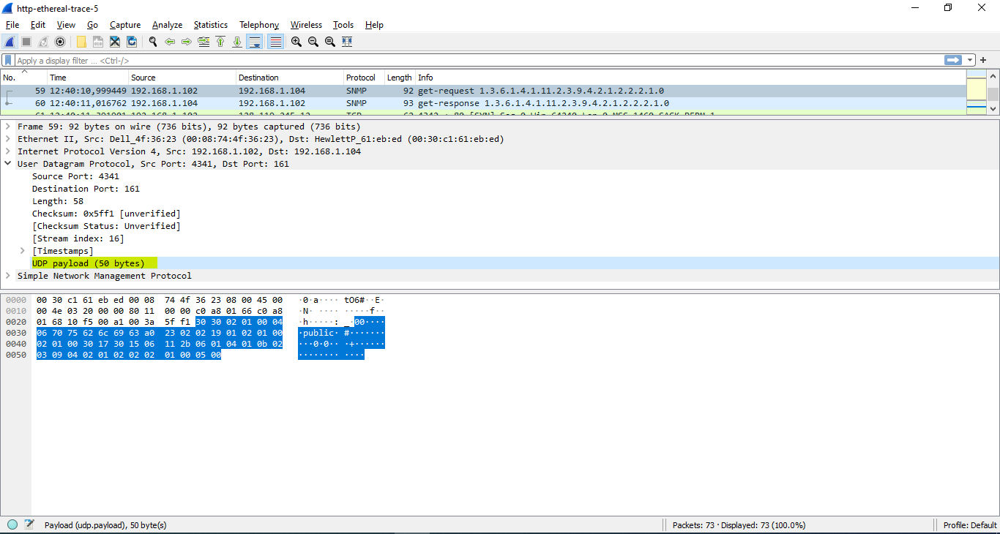 http-ethereal-trace-5
File Edit View Go Capture Analyze Statistics Telephony Wireless Tools Help
Apply a display filter ... <Ctrl-/>
No. Time Source Destination Protocol Length Info
59 12:40:10,999449 192.168.1.102 192.168.1.104 SNMP 92 get-request 1.3.6.1.4.1.11.2.3.9.4.2.1.2.2.2.1.0
60 12:40:11,016762 192.168.1.104 192.168.1.102 SNMP 93 get-response 1.3.6.1.4.1.11.2.3.9.4.2.1.2.2.2.1.0
Frame 59: 92 bytes on wire (736 bits), 92 bytes captured (736 bits)
Ethernet II, Src: Dell_4f:36:23 (00:08:74:4f:36:23), Dst: HewlettP_61:eb:ed (00:30:c1:61:eb:ed)
Internet Protocol Version 4, Src: 192.168.1.102, Dst: 192.168.1.104
User Datagram Protocol, Src Port: 4341, Dst Port: 161
Source Port: 4341
Destination Port: 161
Length: 58
Checksum: 0x5ff1 [unverified]
[Checksum Status: Unverified]
[Stream index: 16]
[Timestamps]
UDP payload (50 bytes)
Simple Network Management Protocol
0000 00 30 c1 61 eb ed 00 08 74 4f 36 23 08 00 45 00 ·0·a···· tO6#··E·
0010 00 4e 03 20 00 00 80 11 00 00 c0 a8 01 66 c0 a8 ·N· ···· ·····f··
0020 01 68 10 f5 00 a1 00 3a 5f f1 30 30 02 01 00 04 ·h·····: _·00····
0030 06 70 75 62 6c 69 63 a0 23 02 02 19 01 02 01 00 ·public· #·······
0040 02 01 00 30 17 30 15 06 11 2b 06 01 04 01 0b 02 ···0·0·· ·+······
0050 03 09 04 02 01 02 02 02 01 00 05 00 ········ ····
Payload (udp.payload), 50 byte(s) Packets: 73 · Displayed: 73 (100.0%) Profile: Default